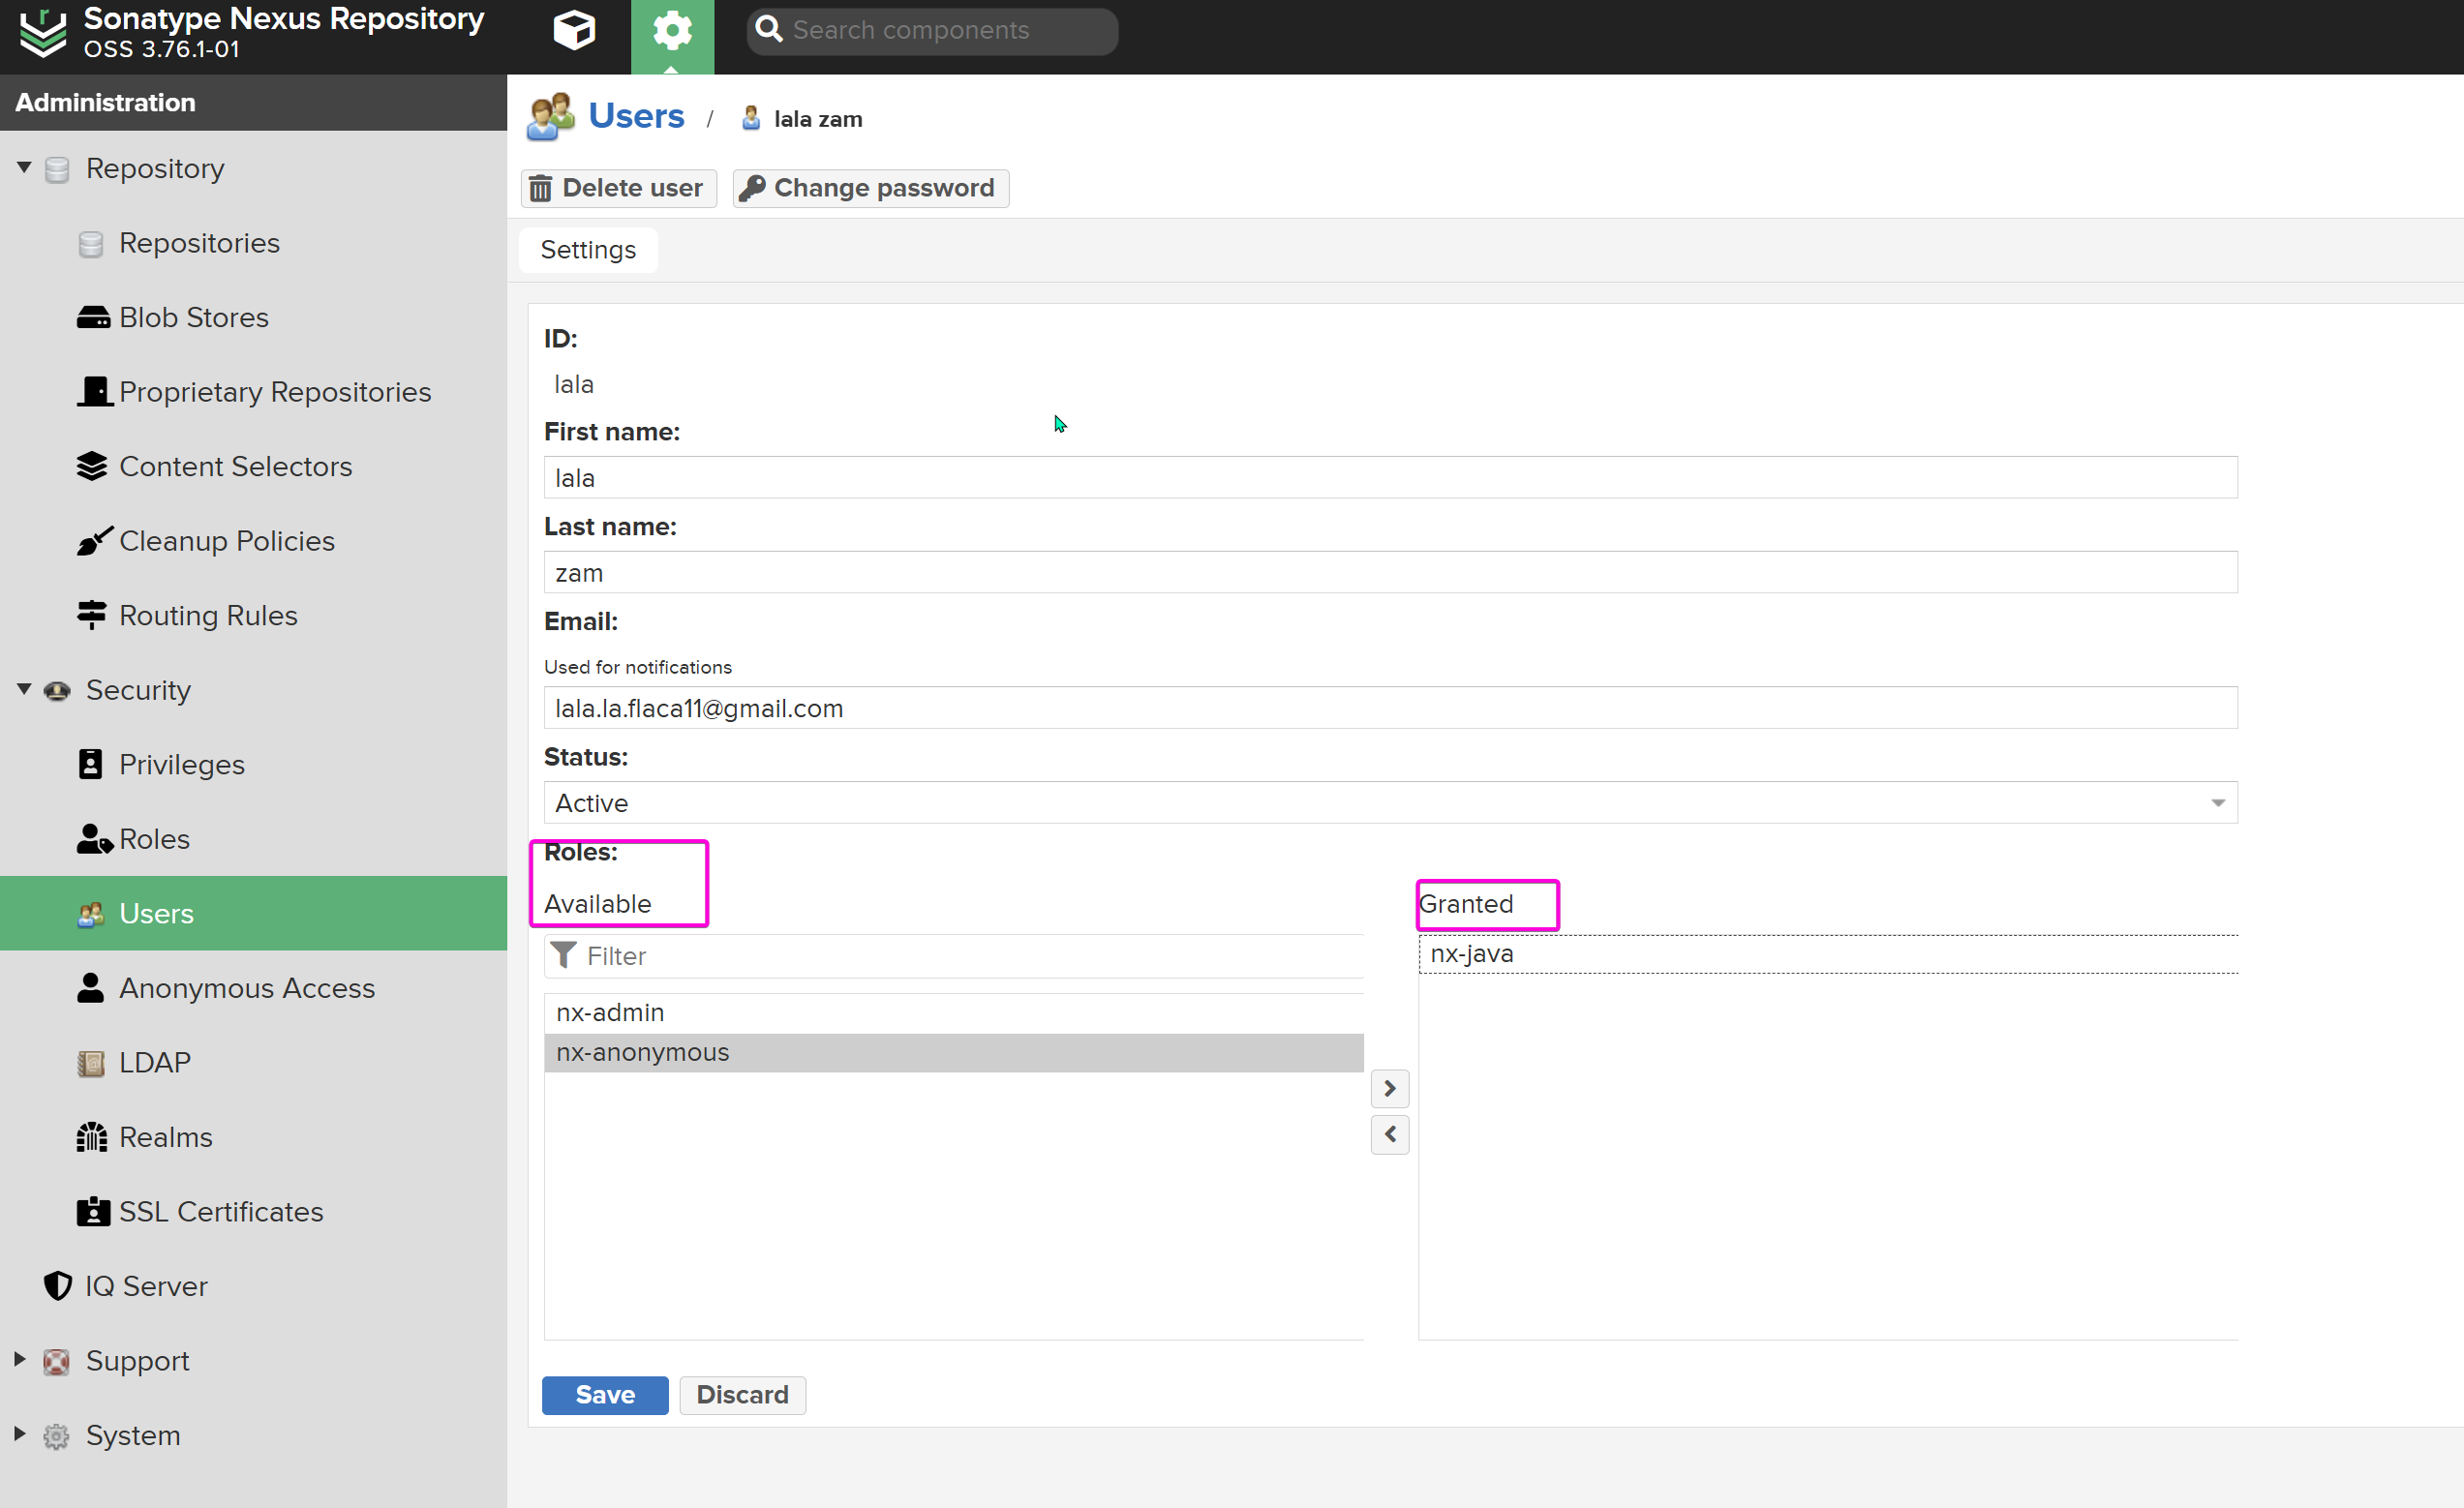 Sonatype Nexus Repository
OSS 3.76.1-01
Search components
Administration
Repository
Repositories
Blob Stores
Proprietary Repositories
Content Selectors
Cleanup Policies
Routing Rules
Security
Privileges
Roles
Users
Anonymous Access
LDAP
Realms
SSL Certificates
IQ Server
Support
System
Users / lala zam
Delete user Change password
Settings
ID:
lala
First name:
lala
Last name:
zam
Email:
Used for notifications
lala.la.flaca11@gmail.com
Status:
Active
Roles:
Available
Filter
nx-admin
nx-anonymous
Granted
nx-java
Save Discard